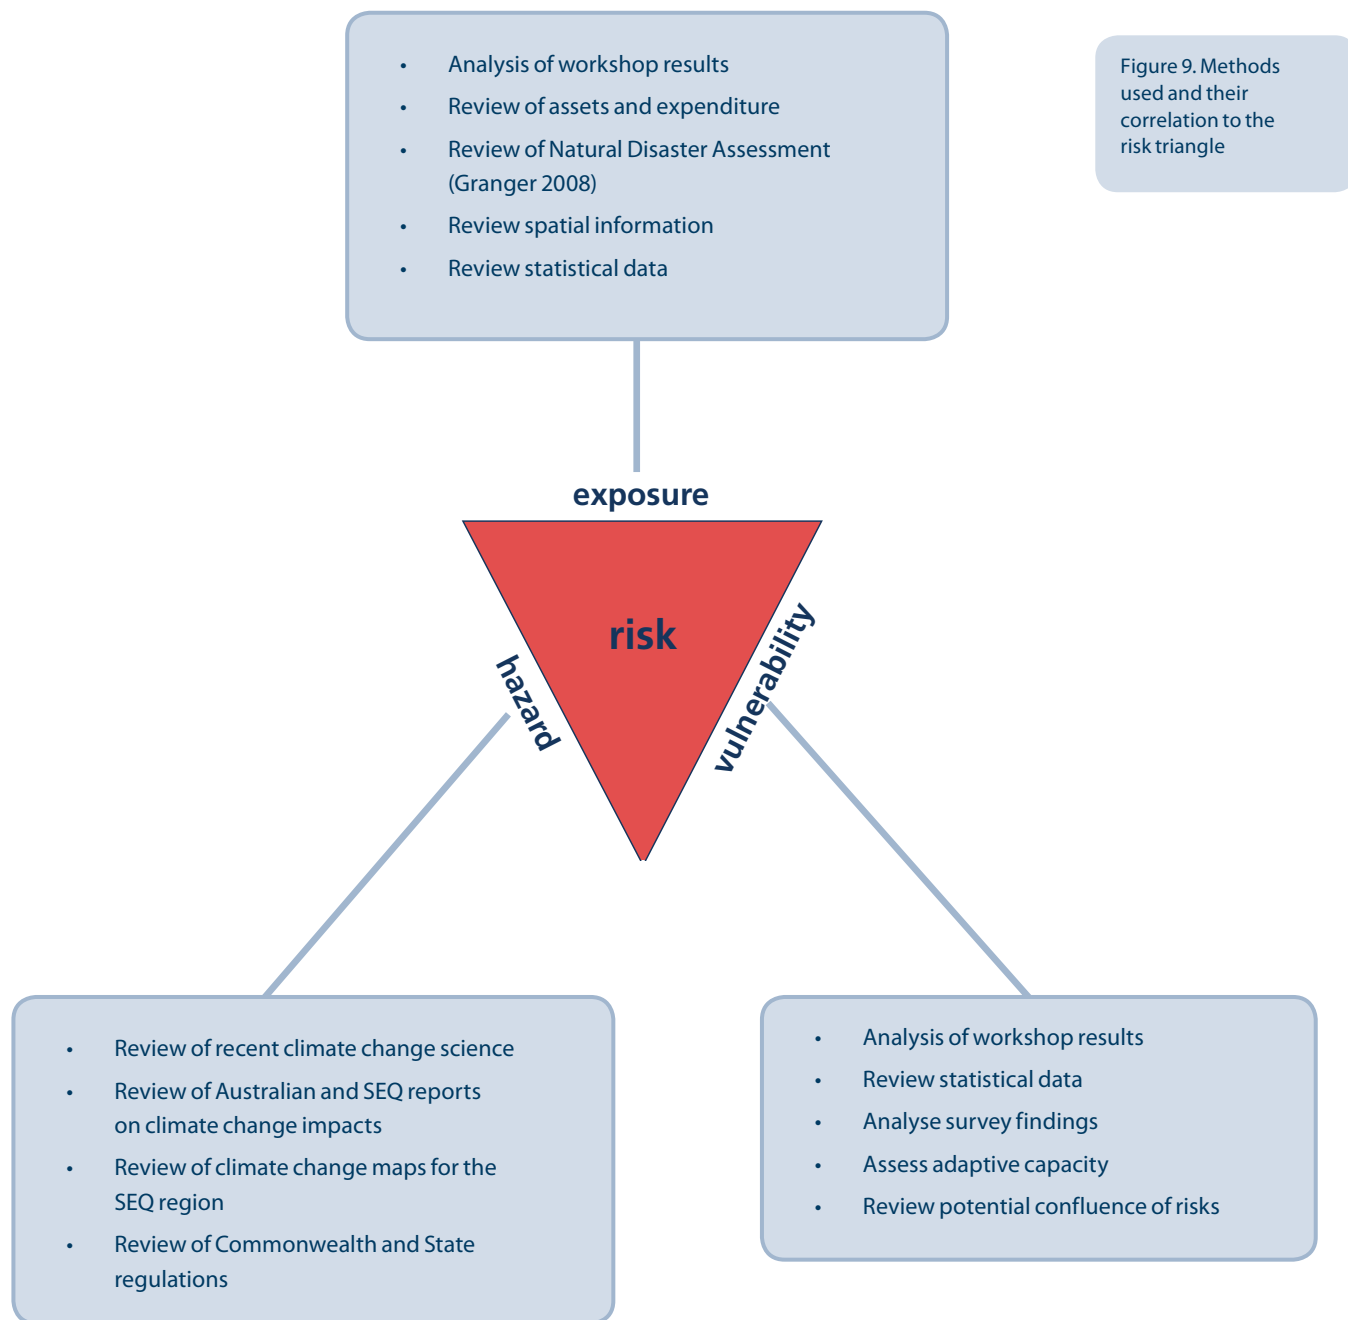 • Analysis of workshop results
• Review of assets and expenditure
• Review of Natural Disaster Assessment
(Granger 2008)
• Review spatial information
• Review statistical data
Figure 9. Methods
used and their
correlation to the
risk triangle
exposure
risk
hazard
vulnerability
• Review of recent climate change science
• Review of Australian and SEQ reports
on climate change impacts
• Review of climate change maps for the
SEQ region
• Review of Commonwealth and State
regulations
• Analysis of workshop results
• Review statistical data
• Analyse survey findings
• Assess adaptive capacity
• Review potential confluence of risks